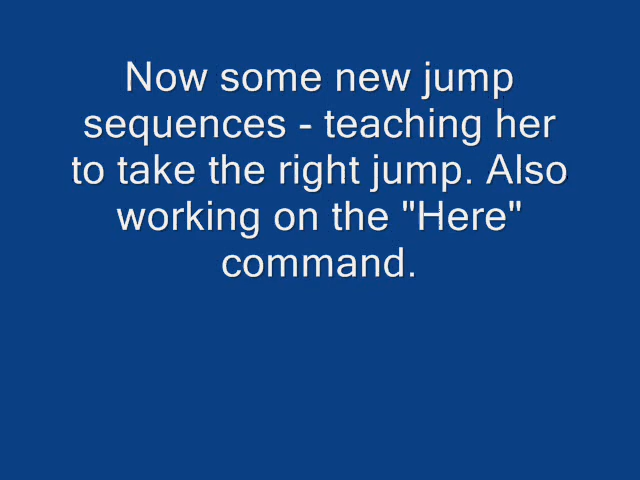 Now some new jump
sequences - teaching her
to take the right jump. Also
working on the "Here"
command.